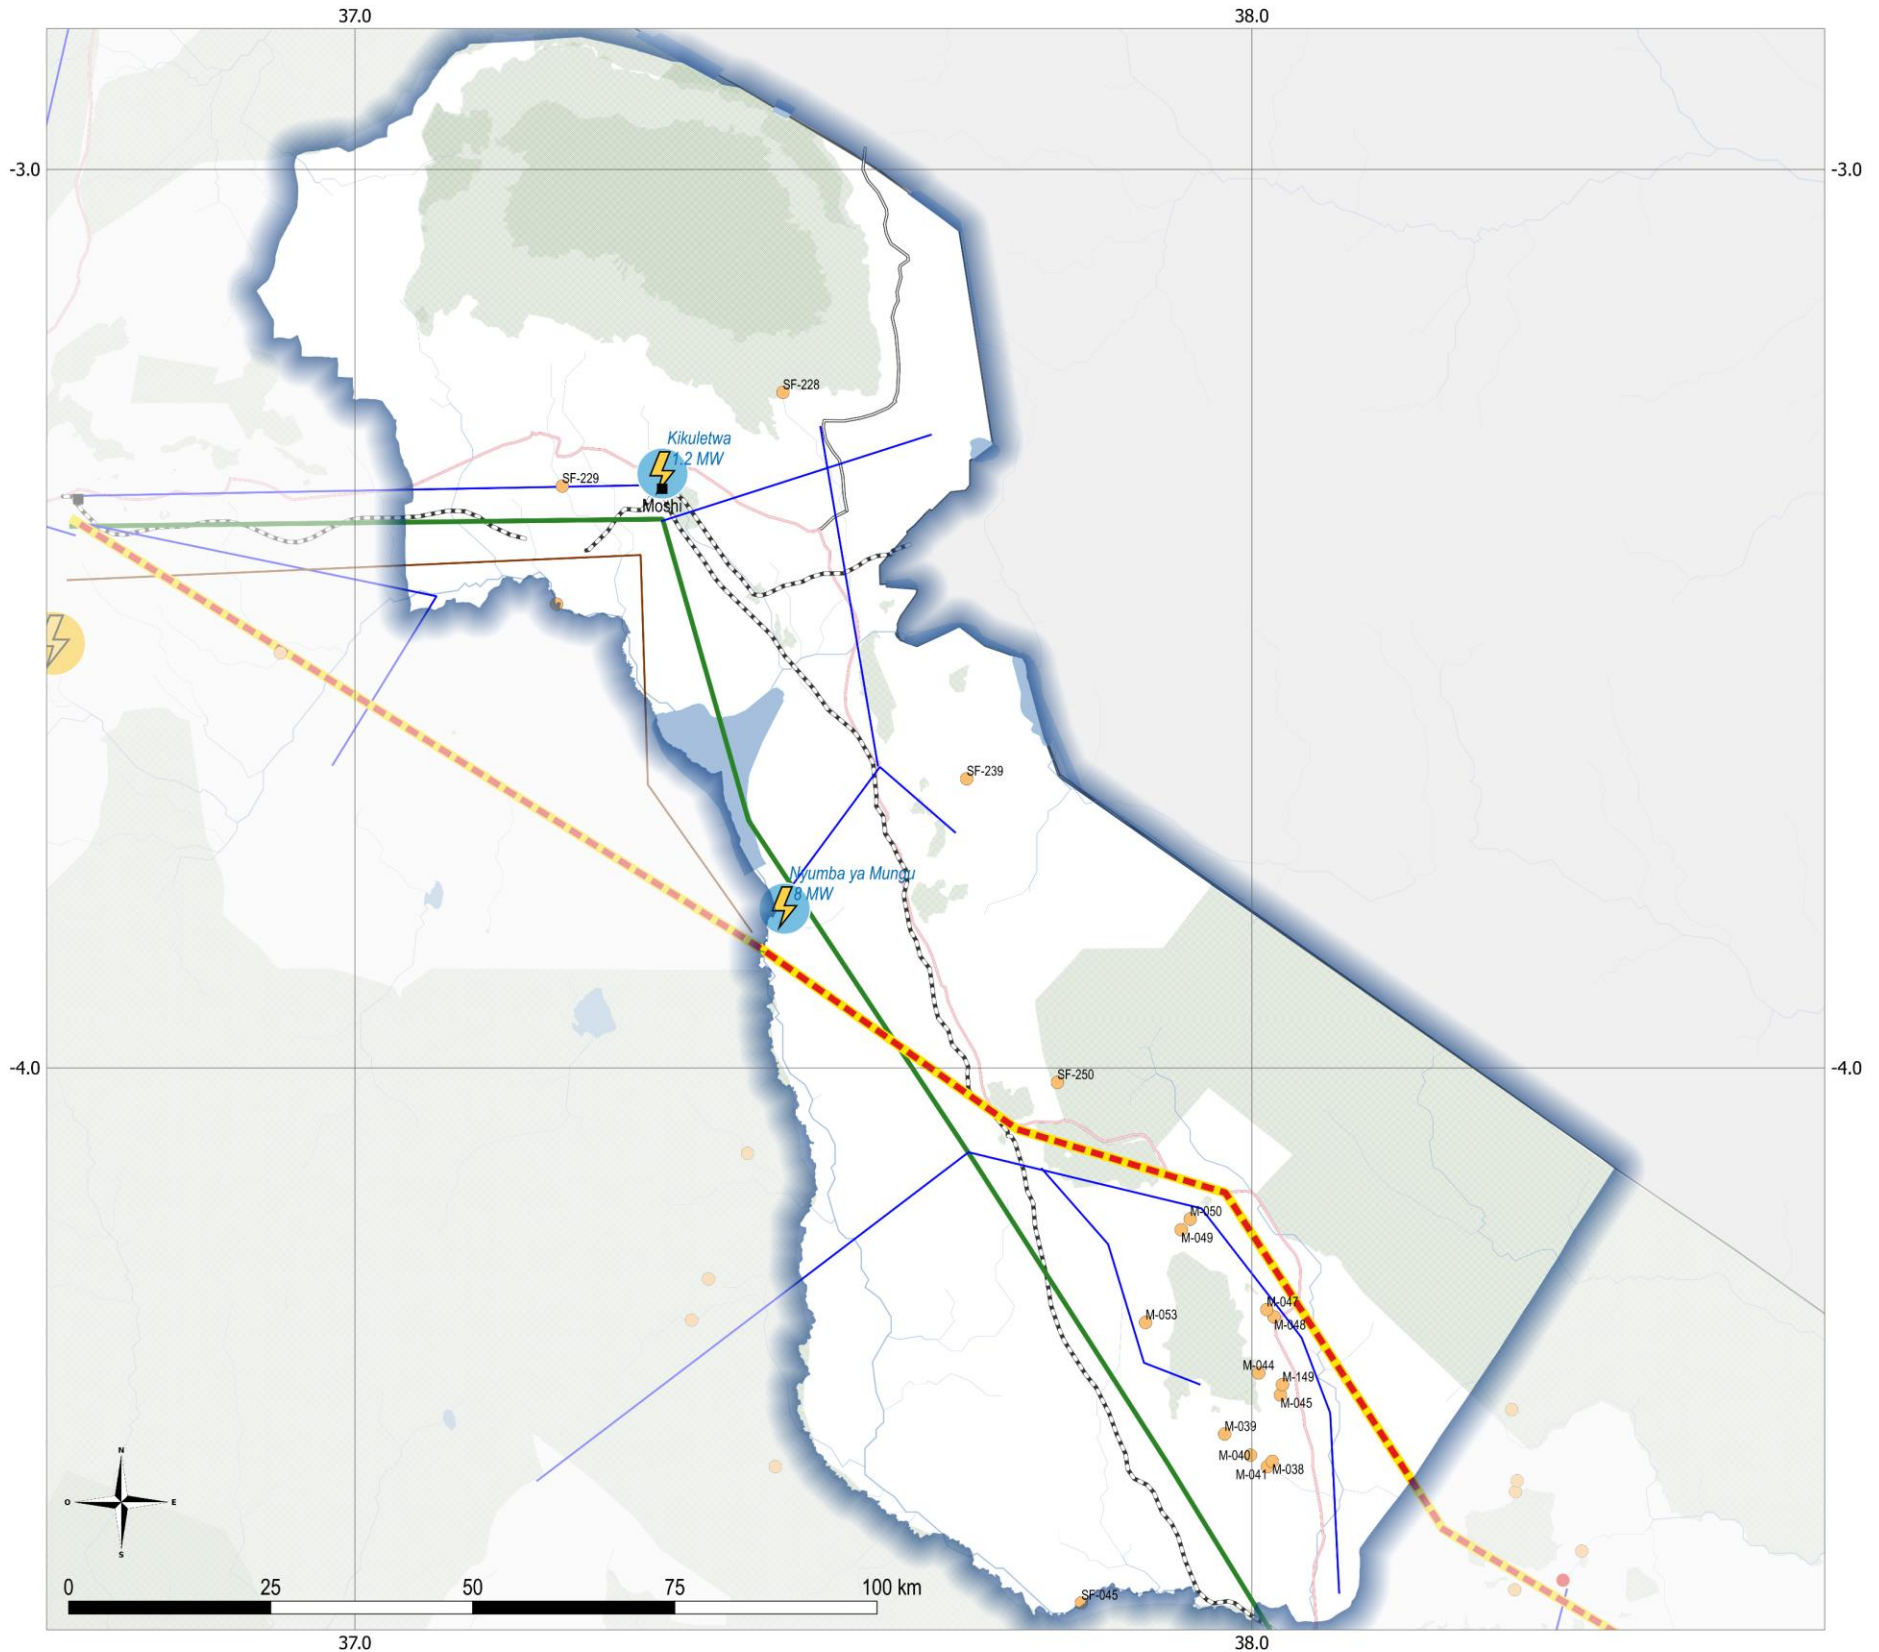 37.0
38.0
-3.0
-3.0
SF-228
Kikuletwa
1.2 MW
SF-229
Moshi
SF-239
Nyumba ya Mungu
8 MW
-4.0
-4.0
SF-250
M-050
M-049
M-047
M-048
M-053
M-044
M-149
M-045
M-039
M-040
M-041
M-038
N
O
E
S
SF-045
0
25
50
75
100 km
37.0
38.0